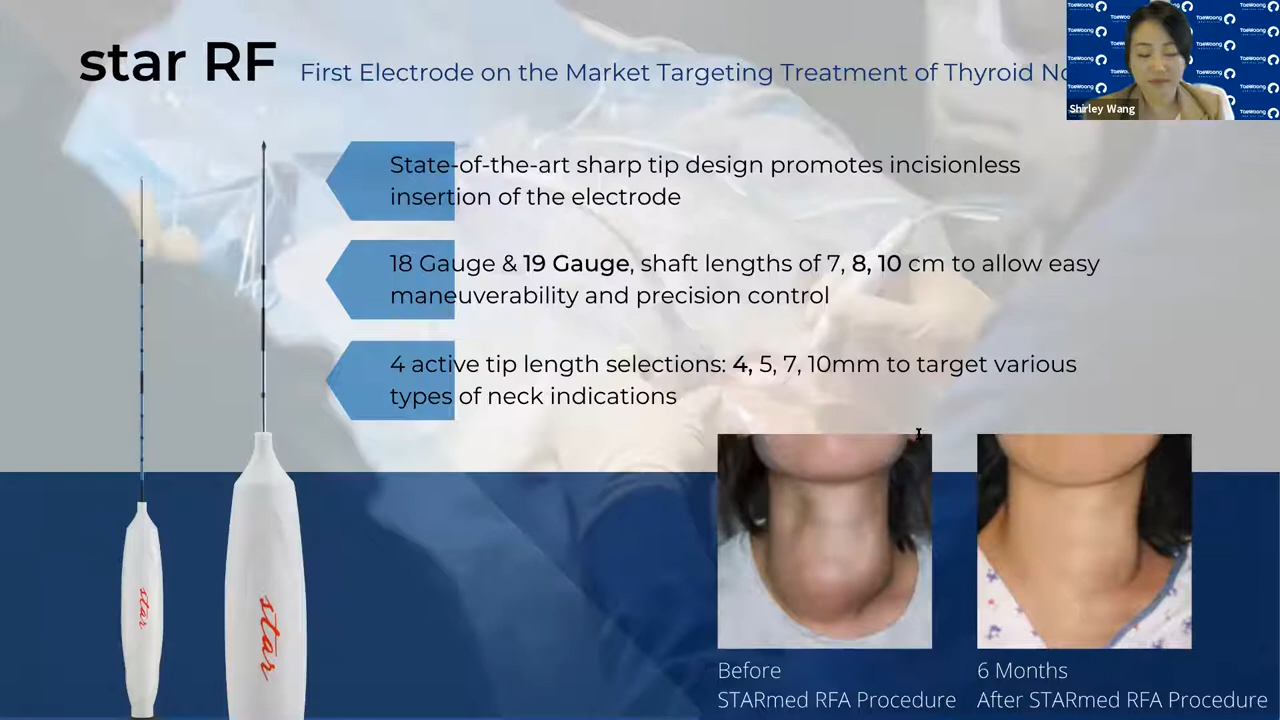 star RF
First Electrode on the Market Targeting Treatment of Thyroid
Shirley Wang
TaeWoong
State-of-the-art sharp tip design promotes incisionless
insertion of the electrode
18 Gauge & 19 Gauge, shaft lengths of 7, 8, 10 cm to allow easy
maneuverability and precision control
4 active tip length selections: 4, 5, 7, 10mm to target various
types of neck indications
star
star
Before
STARmed RFA Procedure
6 Months
After STARmed RFA Procedure